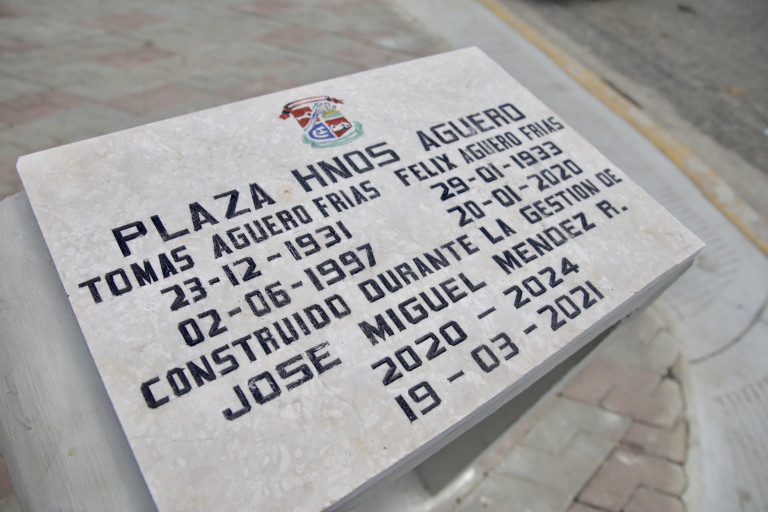 PLAZA HNOS AGUERO
TOMAS AGUERO FRIAS FELIX AGUERO FRIAS
23-12-1931 29-01-1933
02-06-1997 20-01-2020
CONSTRUIDO DURANTE LA GESTION DE
JOSE MIGUEL MENDEZ R.
2020 - 2024
19-03-2021